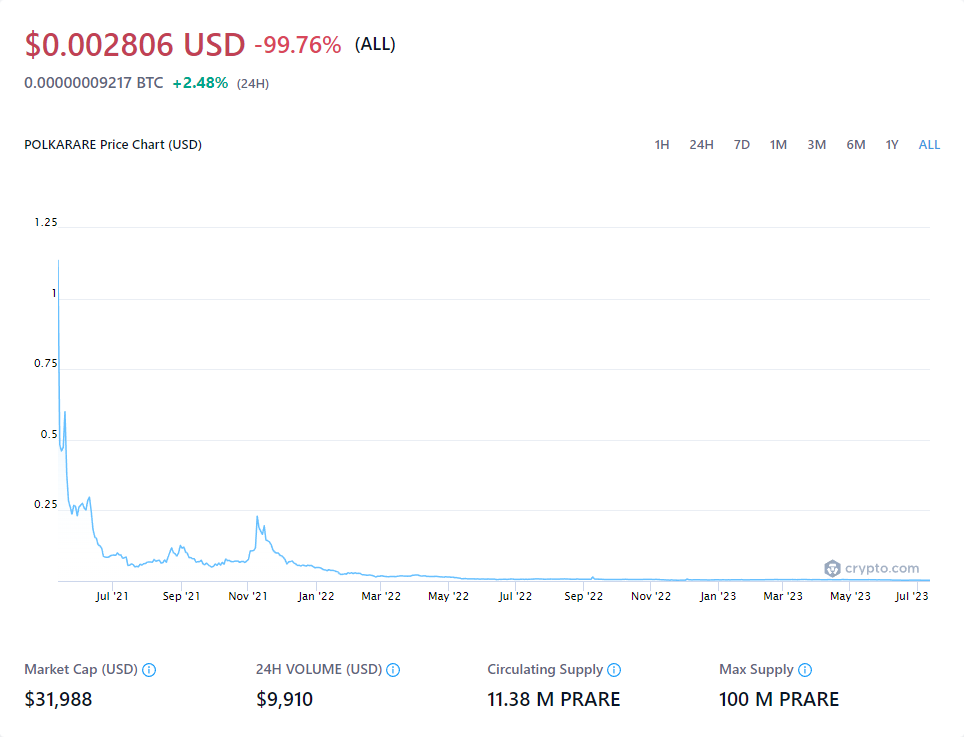 $0.002806 USD -99.76% (ALL)
0.00000009217 BTC +2.48% (24H)
POLKARARE Price Chart (USD) 1H 24H 7D 1M 3M 6M 1Y ALL
1.25
1
0.75
0.5
0.25
crypto.com
Jul '21 Sep '21 Nov '21 Jan '22 Mar '22 May '22 Jul '22 Sep '22 Nov '22 Jan '23 Mar '23 May '23 Jul '23
Market Cap (USD) 24H VOLUME (USD) Circulating Supply Max Supply
$31,988 $9,910 11.38 M PRARE 100 M PRARE